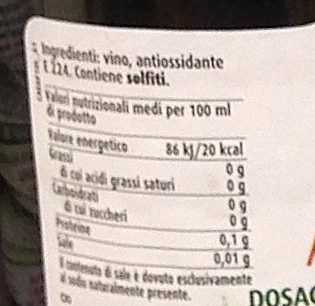 Ingredienti: vino, antiossidante
E 224. Contiene solfiti.
Valori nutrizionali medi per 100 ml
di prodotto
Valore energetico 86 kj/20 kcal
Grassi 0 g
di cui acidi grassi saturi 0 g
Carboidrati 0 g
di cui zuccheri 0 g
Proteine 0,1 g
Sale 0,01 g
Il contenuto di sale è dovuto esclusivamente
al sodio naturalmente presente.
DOSA